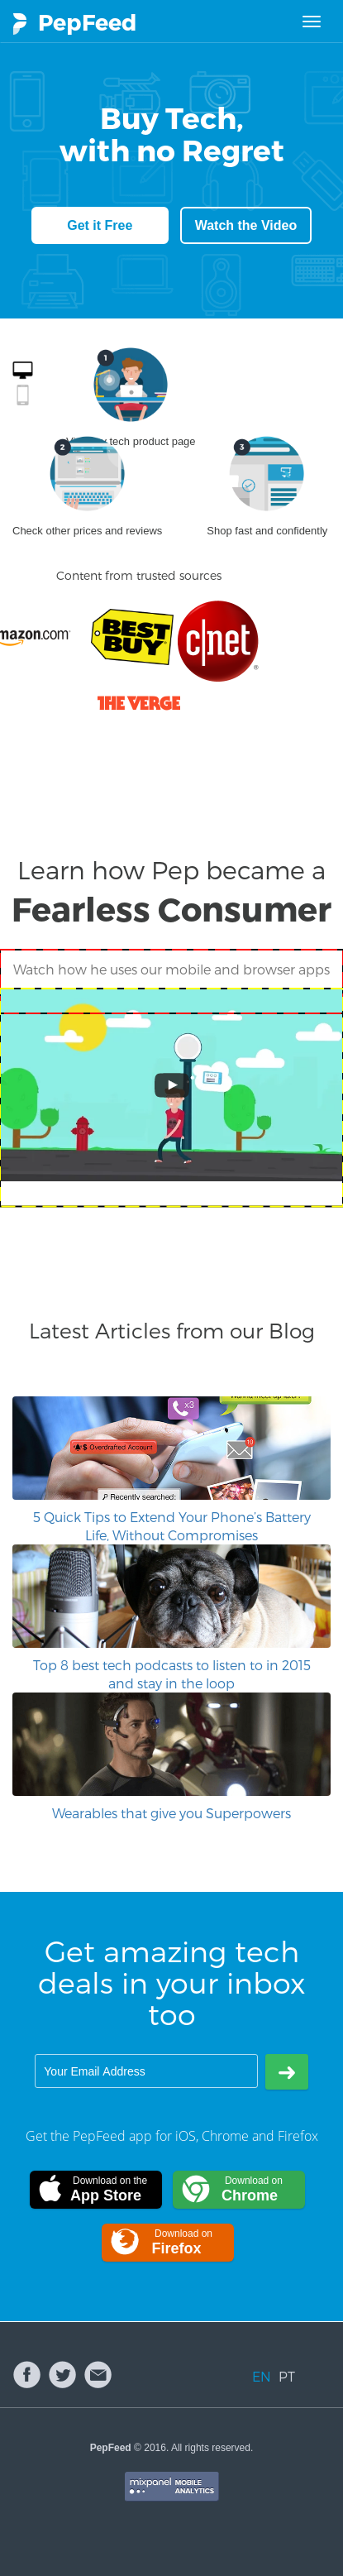 PepFeed
Buy Tech,
with no Regret
Get it Free
Watch the Video
1
tech product page
2
3
Check other prices and reviews
Shop fast and confidently
Content from trusted sources
mazon.com
BEST
BUY
c|net
THE VERGE
Learn how Pep became a
Fearless Consumer
Watch how he uses our mobile and browser apps
Latest Articles from our Blog
x3
Overdrafted Account
10
Recently searched:
5 Quick Tips to Extend Your Phone's Battery
Life, Without Compromises
Top 8 best tech podcasts to listen to in 2015
and stay in the loop
Wearables that give you Superpowers
Get amazing tech
deals in your inbox
too
Your Email Address
Get the PepFeed app for iOS, Chrome and Firefox
Download on the
App Store
Download on
Chrome
Download on
Firefox
EN PT
PepFeed © 2016. All rights reserved.
mixpanel MOBILE
ANALYTICS